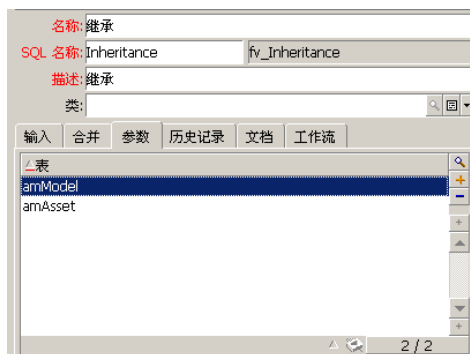 名称: 继承
SQL 名称: Inheritance fv_Inheritance
描述: 继承
类:
输入 合并 参数 历史记录 文档 工作流
表
amModel
amAsset
2 / 2